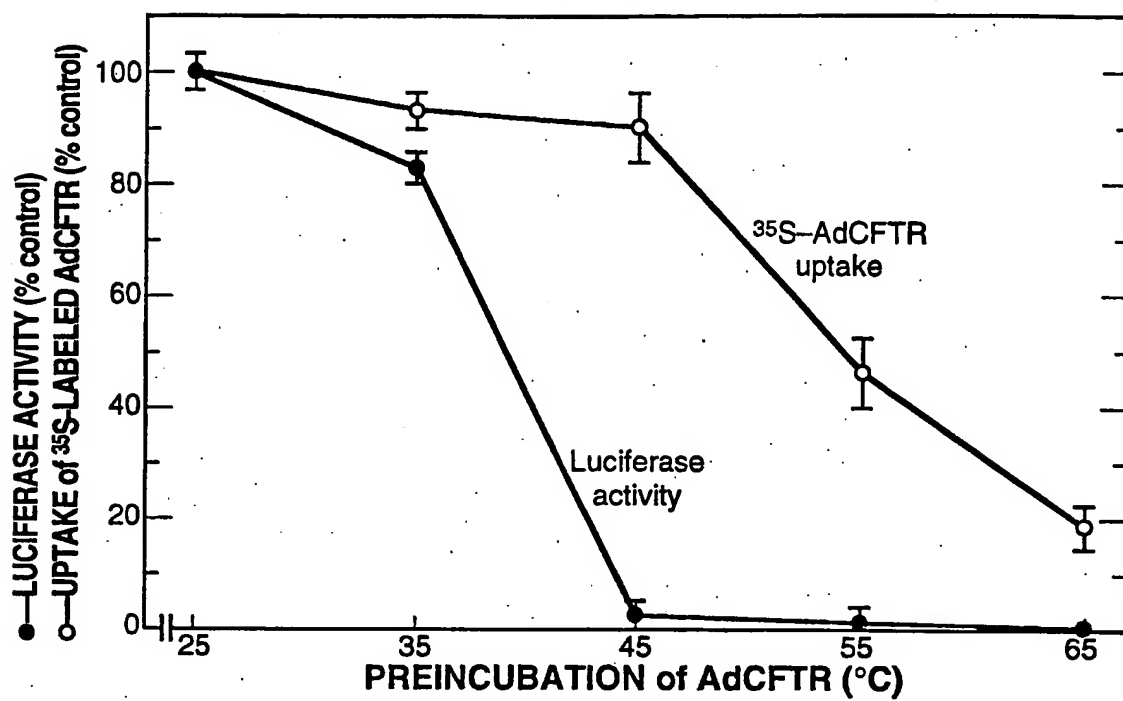 ●—LUCIFERASE ACTIVITY (% control)
○—UPTAKE of ³⁵S-LABELED AdCFTR (% control)
100
80
60
40
20
0
³⁵S–AdCFTR
uptake
Luciferase
activity
25 35 45 55 65
PREINCUBATION of AdCFTR (°C)